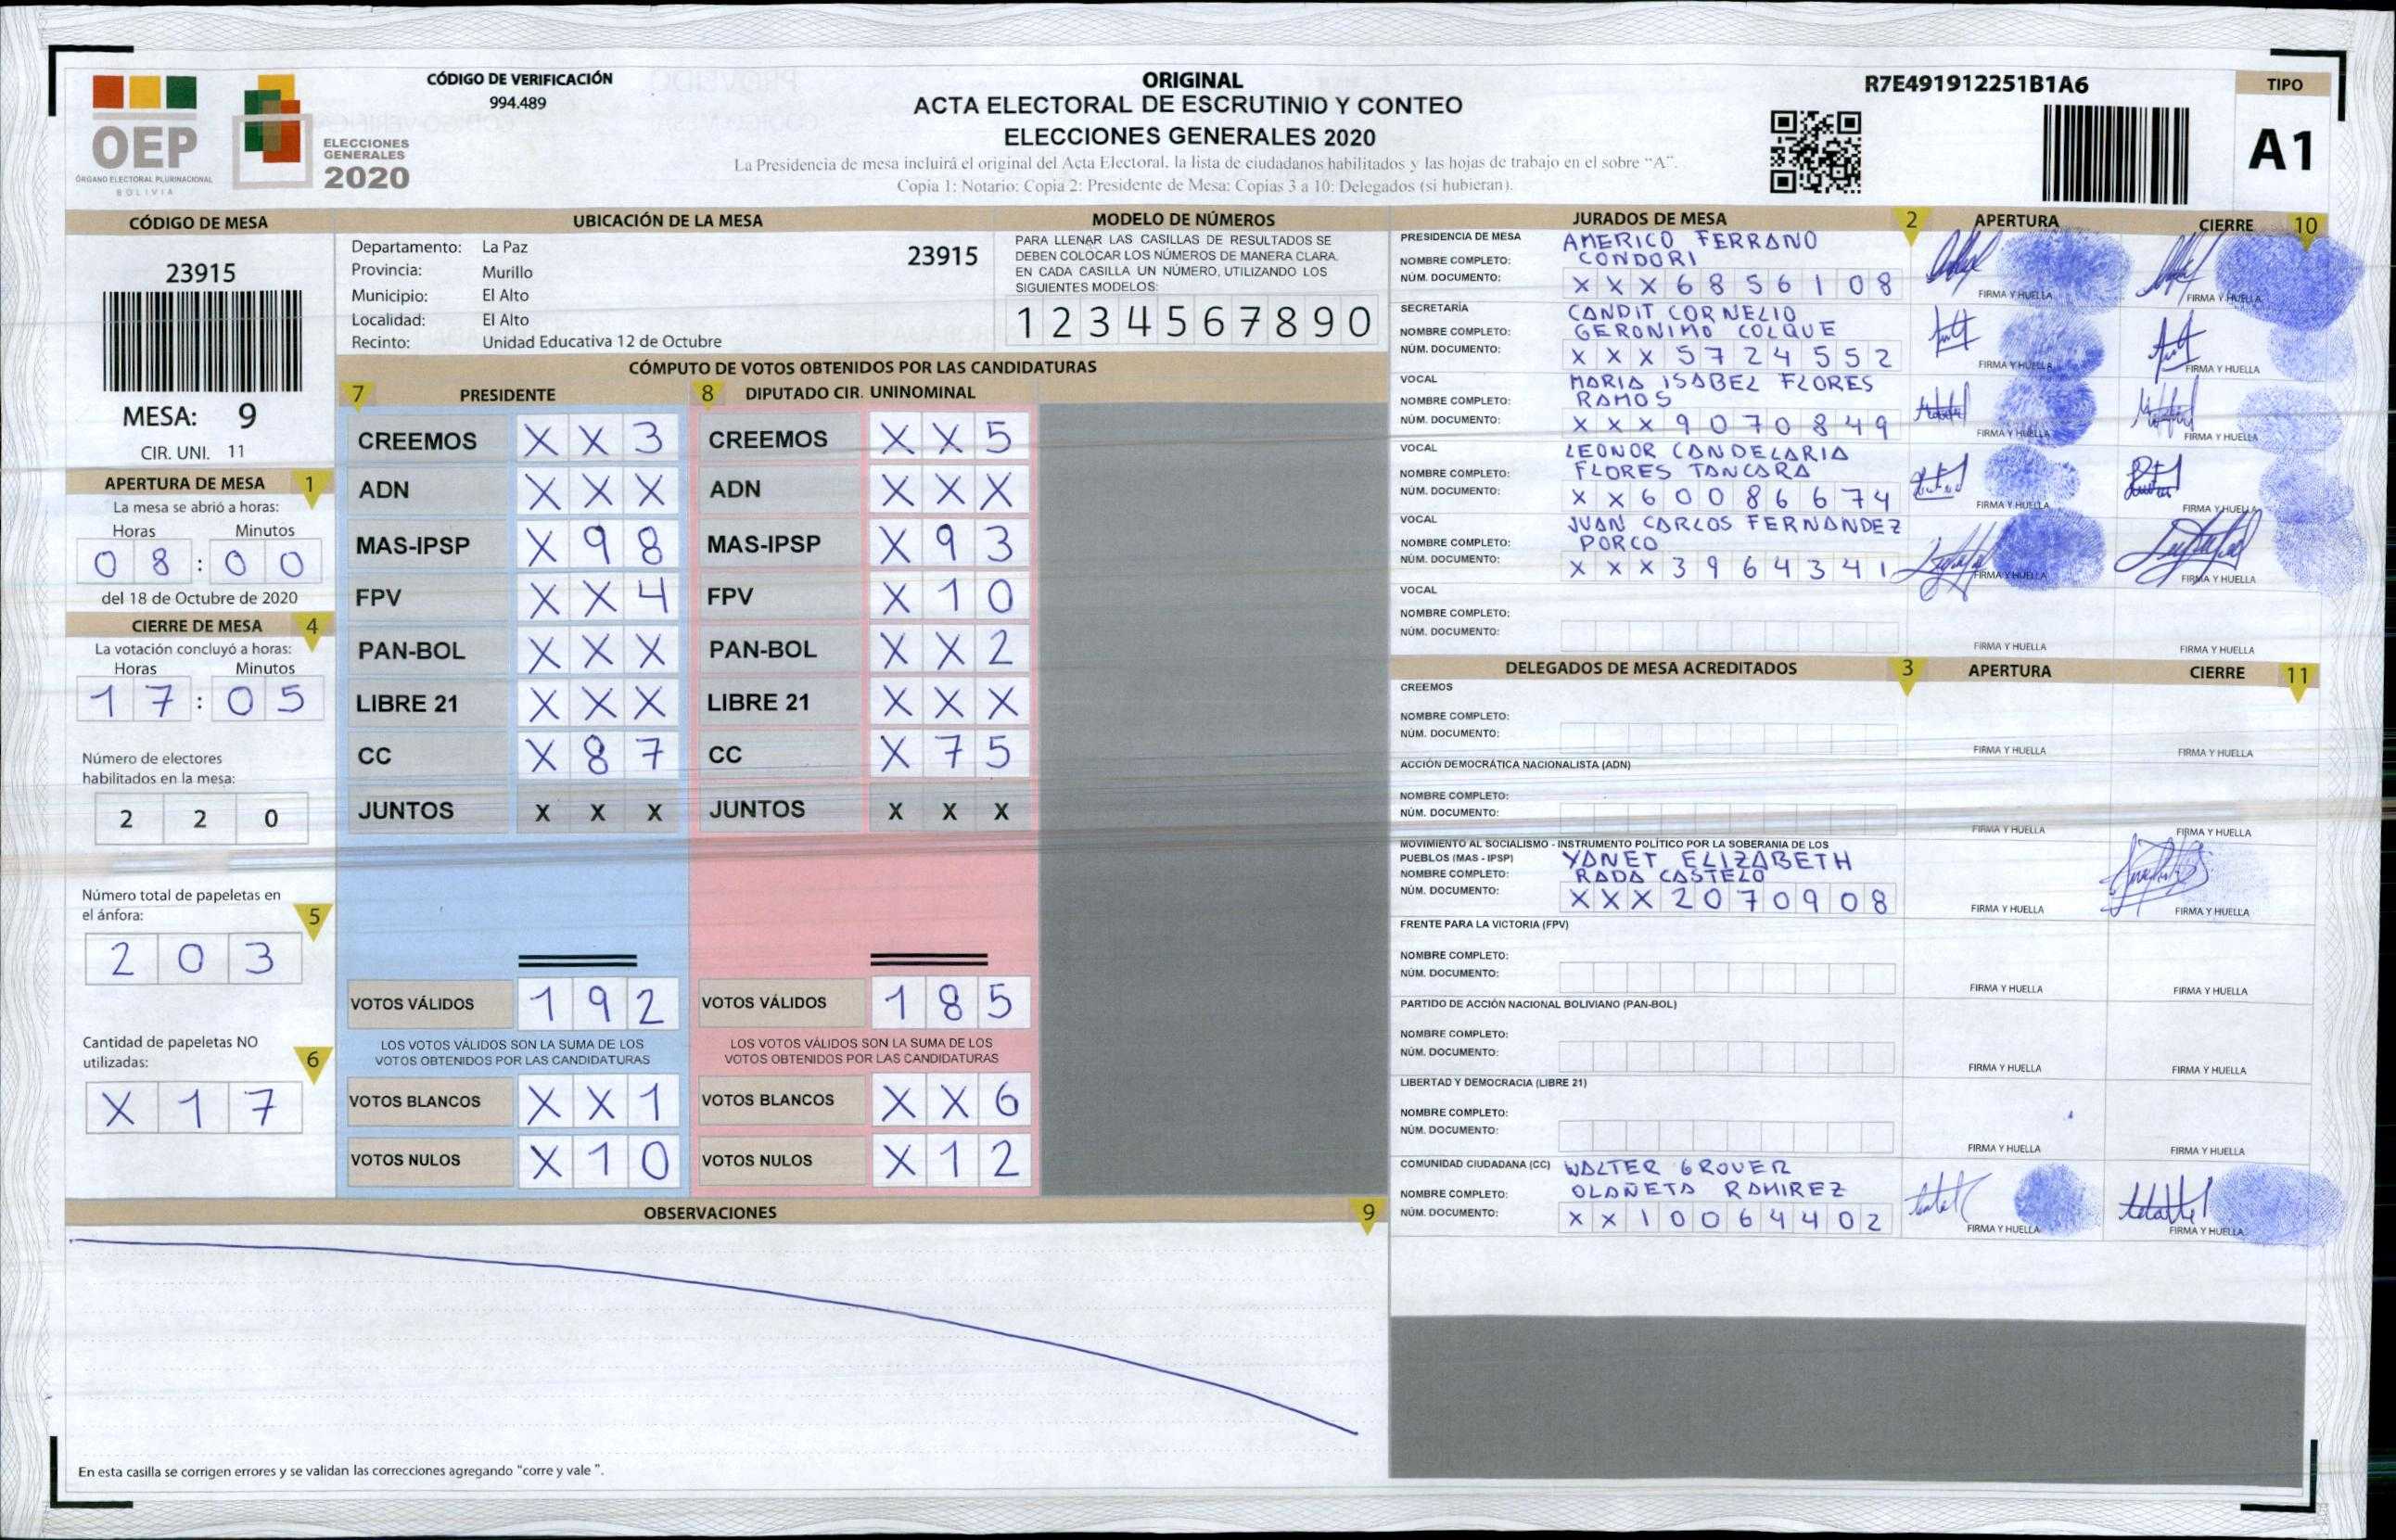 OEP
ÓRGANO ELECTORAL PLURINACIONAL
BOLIVIA
ELECCIONES
GENERALES
2020
CÓDIGO DE VERIFICACIÓN
994.489
ORIGINAL
ACTA ELECTORAL DE ESCRUTINIO Y CONTEO
ELECCIONES GENERALES 2020
La Presidencia de mesa incluirá el original del Acta Electoral, la lista de ciudadanos habilitados y las hojas de trabajo en el sobre “A”.
Copia 1: Notario: Copia 2: Presidente de Mesa: Copias 3 a 10: Delegados (si hubieran).
R7E491912251B1A6
TIPO
A1
CÓDIGO DE MESA
23915
MESA: 9
CIR. UNI. 11
APERTURA DE MESA 1
La mesa se abrió a horas:
Horas Minutos
0 8 : 0 0
del 18 de Octubre de 2020
CIERRE DE MESA 4
La votación concluyó a horas:
Horas Minutos
1 7 : 0 5
Número de electores
habilitados en la mesa:
2 2 0
Número total de papeletas en
el ánfora: 5
2 0 3
Cantidad de papeletas NO
utilizadas: 6
X 1 7
UBICACIÓN DE LA MESA
Departamento: La Paz 23915
Provincia: Murillo
Municipio: El Alto
Localidad: El Alto
Recinto: Unidad Educativa 12 de Octubre
MODELO DE NÚMEROS
PARA LLENAR LAS CASILLAS DE RESULTADOS SE
DEBEN COLOCAR LOS NÚMEROS DE MANERA CLARA.
EN CADA CASILLA UN NÚMERO, UTILIZANDO LOS
SIGUIENTES MODELOS:
1 2 3 4 5 6 7 8 9 0
CÓMPUTO DE VOTOS OBTENIDOS POR LAS CANDIDATURAS
7 PRESIDENTE 8 DIPUTADO CIR. UNINOMINAL
CREEMOS X X 3 CREEMOS X X 5
ADN X X X ADN X X X
MAS-IPSP X 9 8 MAS-IPSP X 9 3
FPV X X 4 FPV X 1 0
PAN-BOL X X X PAN-BOL X X 2
LIBRE 21 X X X LIBRE 21 X X X
CC X 8 7 CC X 7 5
JUNTOS X X X JUNTOS X X X
VOTOS VÁLIDOS 1 9 2 VOTOS VÁLIDOS 1 8 5
LOS VOTOS VÁLIDOS SON LA SUMA DE LOS LOS VOTOS VÁLIDOS SON LA SUMA DE LOS
VOTOS OBTENIDOS POR LAS CANDIDATURAS VOTOS OBTENIDOS POR LAS CANDIDATURAS
VOTOS BLANCOS X X 1 VOTOS BLANCOS X X 6
VOTOS NULOS X 1 0 VOTOS NULOS X 1 2
OBSERVACIONES 9
En esta casilla se corrigen errores y se validan las correcciones agregando "corre y vale ".
JURADOS DE MESA 2 APERTURA CIERRE 10
PRESIDENCIA DE MESA AMERICO FERRANO
NOMBRE COMPLETO: CONDORI
NÚM. DOCUMENTO: X X X 6 8 5 6 1 0 8 FIRMA Y HUELLA FIRMA Y HUELLA
SECRETARÍA CANDIT CORNELIO
NOMBRE COMPLETO: GERONIMO COLQUE
NÚM. DOCUMENTO: X X X 5 7 2 4 5 5 2 FIRMA Y HUELLA FIRMA Y HUELLA
VOCAL MARIA ISABEL FLORES
NOMBRE COMPLETO: RAMOS
NÚM. DOCUMENTO: X X X 9 0 7 0 8 4 9 FIRMA Y HUELLA FIRMA Y HUELLA
VOCAL LEONOR CANDELARIA
NOMBRE COMPLETO: FLORES TANCARA
NÚM. DOCUMENTO: X X 6 0 0 8 6 6 7 4 FIRMA Y HUELLA FIRMA Y HUELLA
VOCAL JUAN CARLOS FERNANDEZ
NOMBRE COMPLETO: PORCO
NÚM. DOCUMENTO: X X X 3 9 6 4 3 4 1 FIRMA Y HUELLA FIRMA Y HUELLA
VOCAL
NOMBRE COMPLETO:
NÚM. DOCUMENTO: FIRMA Y HUELLA FIRMA Y HUELLA
DELEGADOS DE MESA ACREDITADOS 3 APERTURA CIERRE 11
CREEMOS
NOMBRE COMPLETO:
NÚM. DOCUMENTO: FIRMA Y HUELLA FIRMA Y HUELLA
ACCIÓN DEMOCRÁTICA NACIONALISTA (ADN)
NOMBRE COMPLETO:
NÚM. DOCUMENTO: FIRMA Y HUELLA FIRMA Y HUELLA
MOVIMIENTO AL SOCIALISMO - INSTRUMENTO POLÍTICO POR LA SOBERANIA DE LOS
PUEBLOS (MAS - IPSP) YANET ELIZABETH
NOMBRE COMPLETO: RADA CASTELO
NÚM. DOCUMENTO: X X X 2 0 7 0 9 0 8 FIRMA Y HUELLA FIRMA Y HUELLA
FRENTE PARA LA VICTORIA (FPV)
NOMBRE COMPLETO:
NÚM. DOCUMENTO: FIRMA Y HUELLA FIRMA Y HUELLA
PARTIDO DE ACCIÓN NACIONAL BOLIVIANO (PAN-BOL)
NOMBRE COMPLETO:
NÚM. DOCUMENTO: FIRMA Y HUELLA FIRMA Y HUELLA
LIBERTAD Y DEMOCRACIA (LIBRE 21)
NOMBRE COMPLETO:
NÚM. DOCUMENTO: FIRMA Y HUELLA FIRMA Y HUELLA
COMUNIDAD CIUDADANA (CC) WALTER GROVER
NOMBRE COMPLETO: OLAÑETA RAMIREZ
NÚM. DOCUMENTO: X X 1 0 0 6 4 4 0 2 FIRMA Y HUELLA FIRMA Y HUELLA